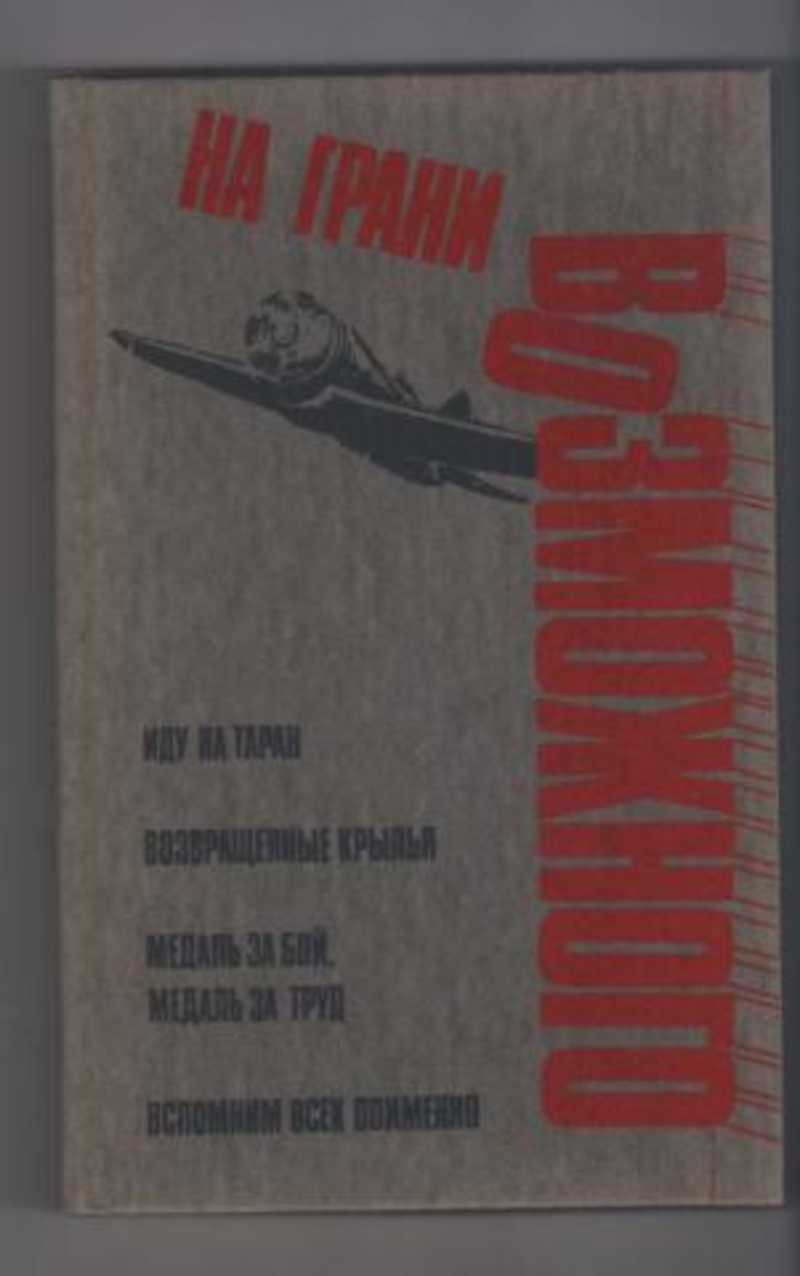 НА ГРАНИ
ВОЗМОЖНОГО
ИДУ НА ТАРАН
ВОЗВРАЩЕННЫЕ КРЫЛЬЯ
МЕДАЛЬ ЗА БОЙ,
МЕДАЛЬ ЗА ТРУД
ВСПОМНИМ ВСЕХ ПОИМЕННО